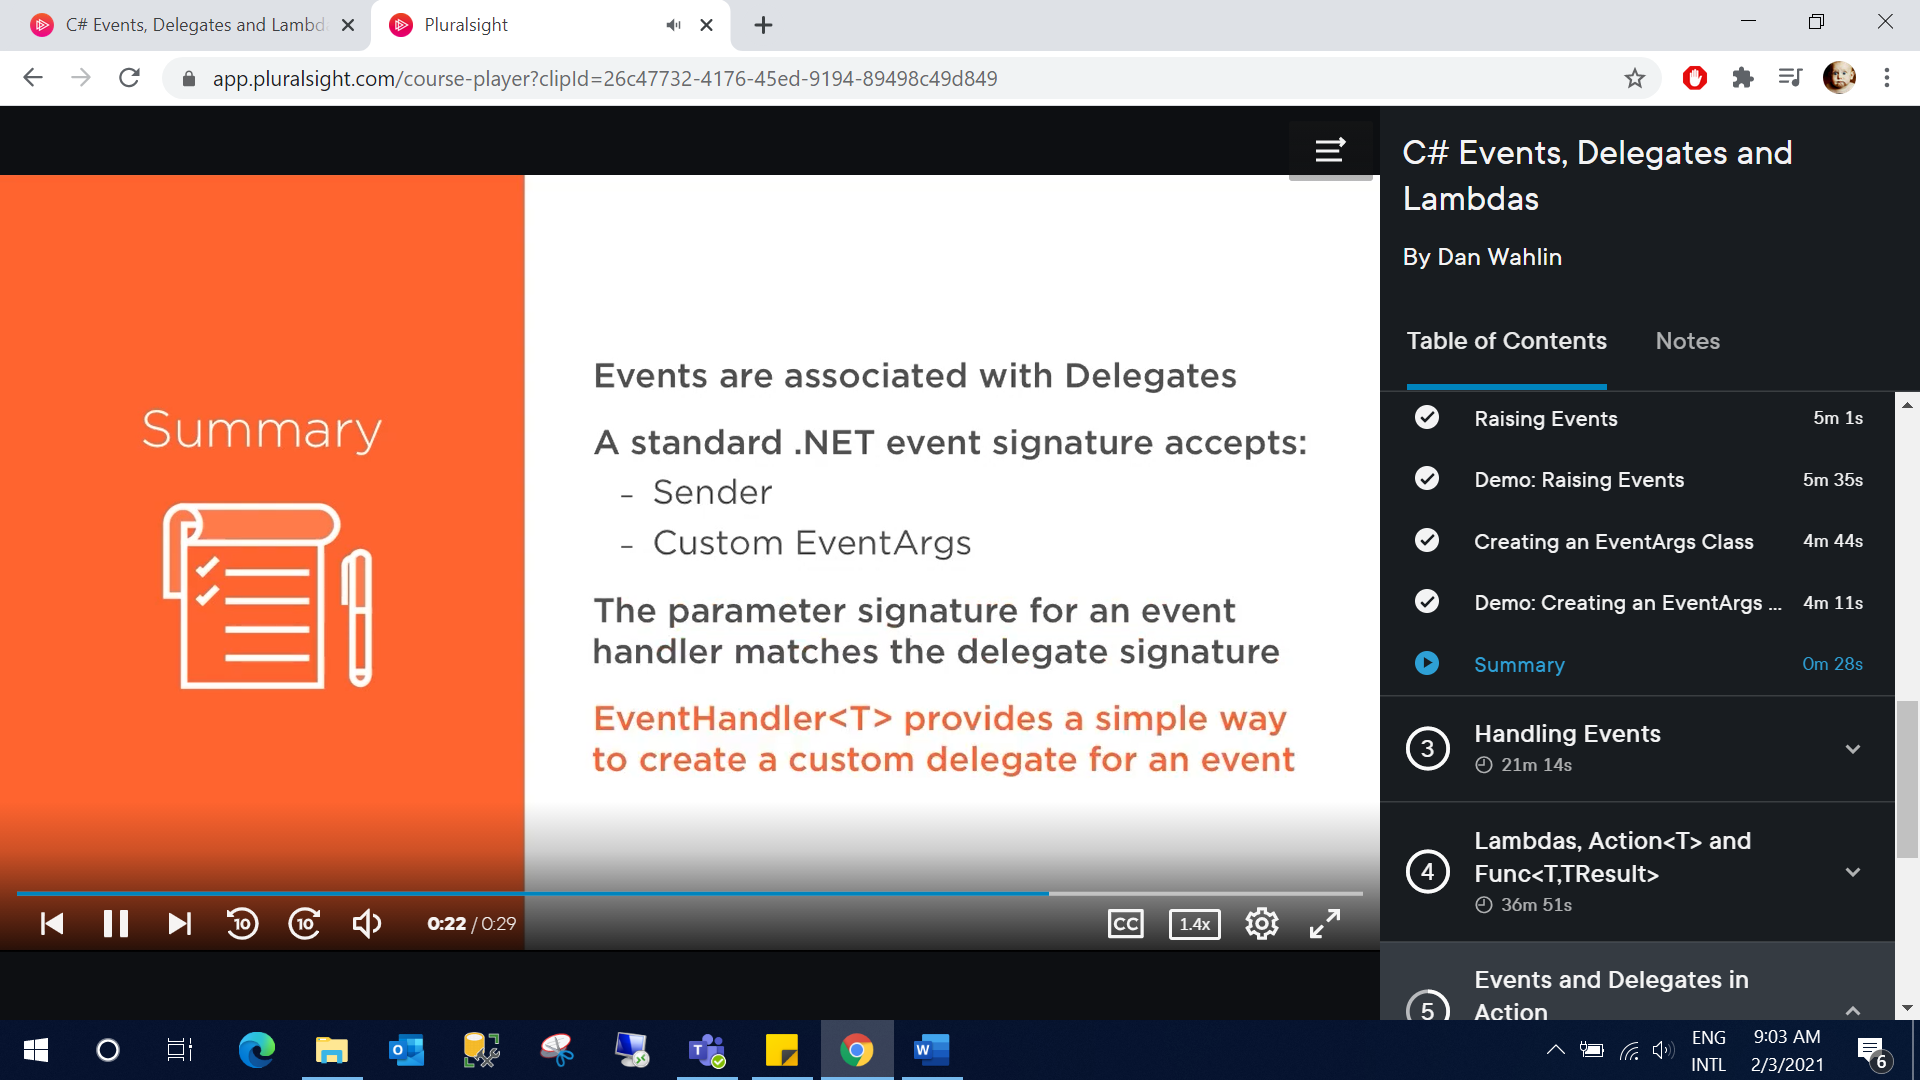 C# Events, Delegates and Lambd
Pluralsight
app.pluralsight.com/course-player?clipId=26c47732-4176-45ed-9194-89498c49d849
Summary
Events are associated with Delegates
A standard .NET event signature accepts:
- Sender
- Custom EventArgs
The parameter signature for an event
handler matches the delegate signature
EventHandler<T> provides a simple way
to create a custom delegate for an event
10
10
0:22 / 0:29
CC
1.4x
C# Events, Delegates and
Lambdas
By Dan Wahlin
Table of Contents Notes
Raising Events 5m 1s
Demo: Raising Events 5m 35s
Creating an EventArgs Class 4m 44s
Demo: Creating an EventArgs ... 4m 11s
Summary 0m 28s
3 Handling Events
21m 14s
4 Lambdas, Action<T> and
Func<T,TResult>
36m 51s
5 Events and Delegates in
Action
ENG
INTL
9:03 AM
2/3/2021
6